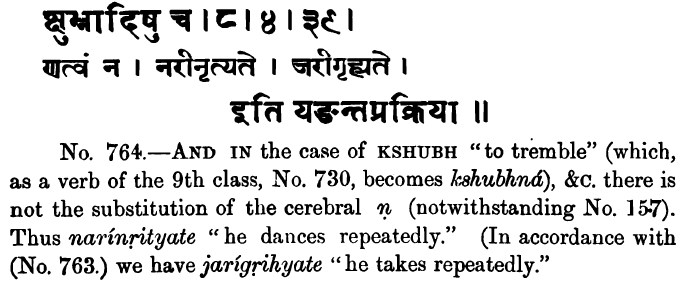 क्षुभ्नादिषु च । ८ । ४ । ३९ ।
णत्वं न । नरीनृत्यते । जरीगृह्यते ।
इति यङन्तप्रक्रिया ॥
No. 764.—AND IN the case of KSHUBH "to tremble" (which,
as a verb of the 9th class, No. 730, becomes kshubhná), &c. there is
not the substitution of the cerebral ṇ (notwithstanding No. 157).
Thus narínṛityate "he dances repeatedly." (In accordance with
(No. 763.) we have jarígṛihyate "he takes repeatedly."